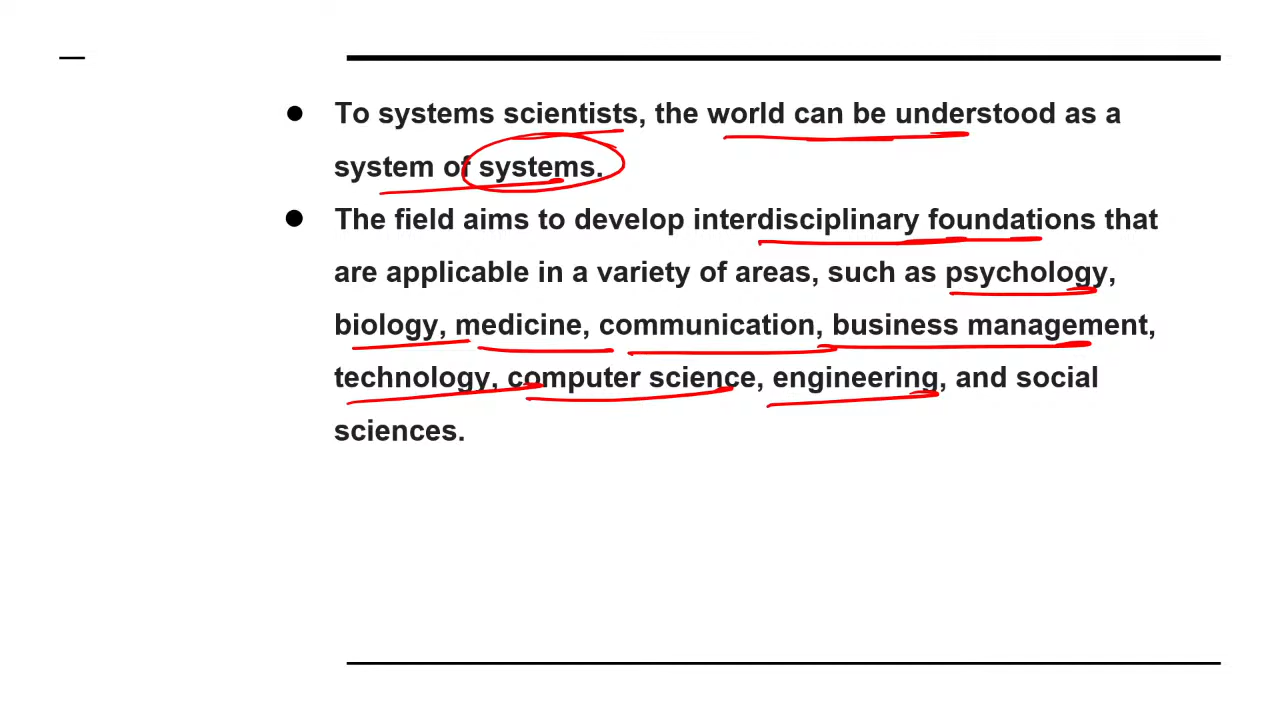 ● To systems scientists, the world can be understood as a
system of systems.
● The field aims to develop interdisciplinary foundations that
are applicable in a variety of areas, such as psychology,
biology, medicine, communication, business management,
technology, computer science, engineering, and social
sciences.